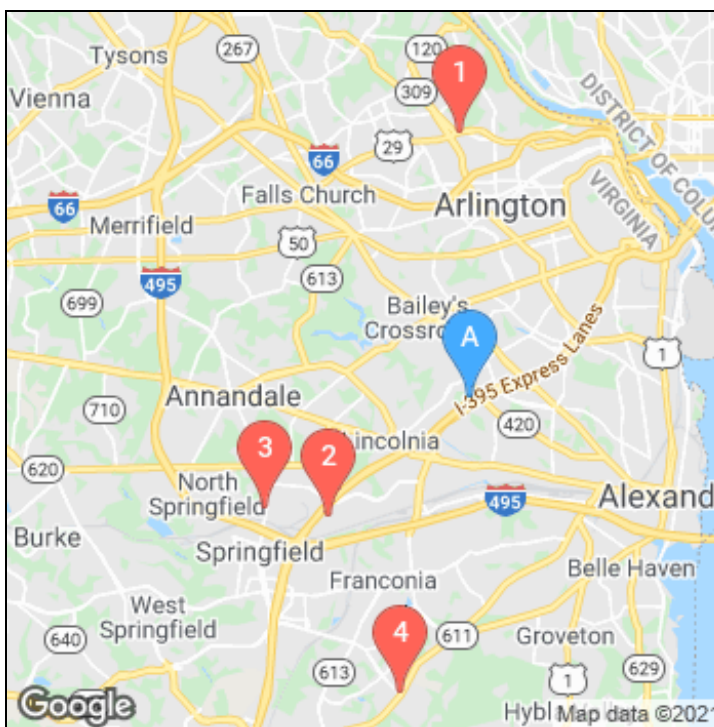 Tysons
267
120
1
Vienna
309
DISTRICT OF COLU
29
66
Falls Church
VIRGINIA
66
Arlington
Merrifield
50
495
613
699
Bailey's
Crossro
A
1
I-395 Express Lanes
Annandale
710
420
3
Lincolnia
2
620
North
Springfield
495
Alexand
Burke
Springfield
Franconia
Belle Haven
West
Springfield
4
611
640
Groveton
613
1
629
Google
Hybl
Map data ©2021